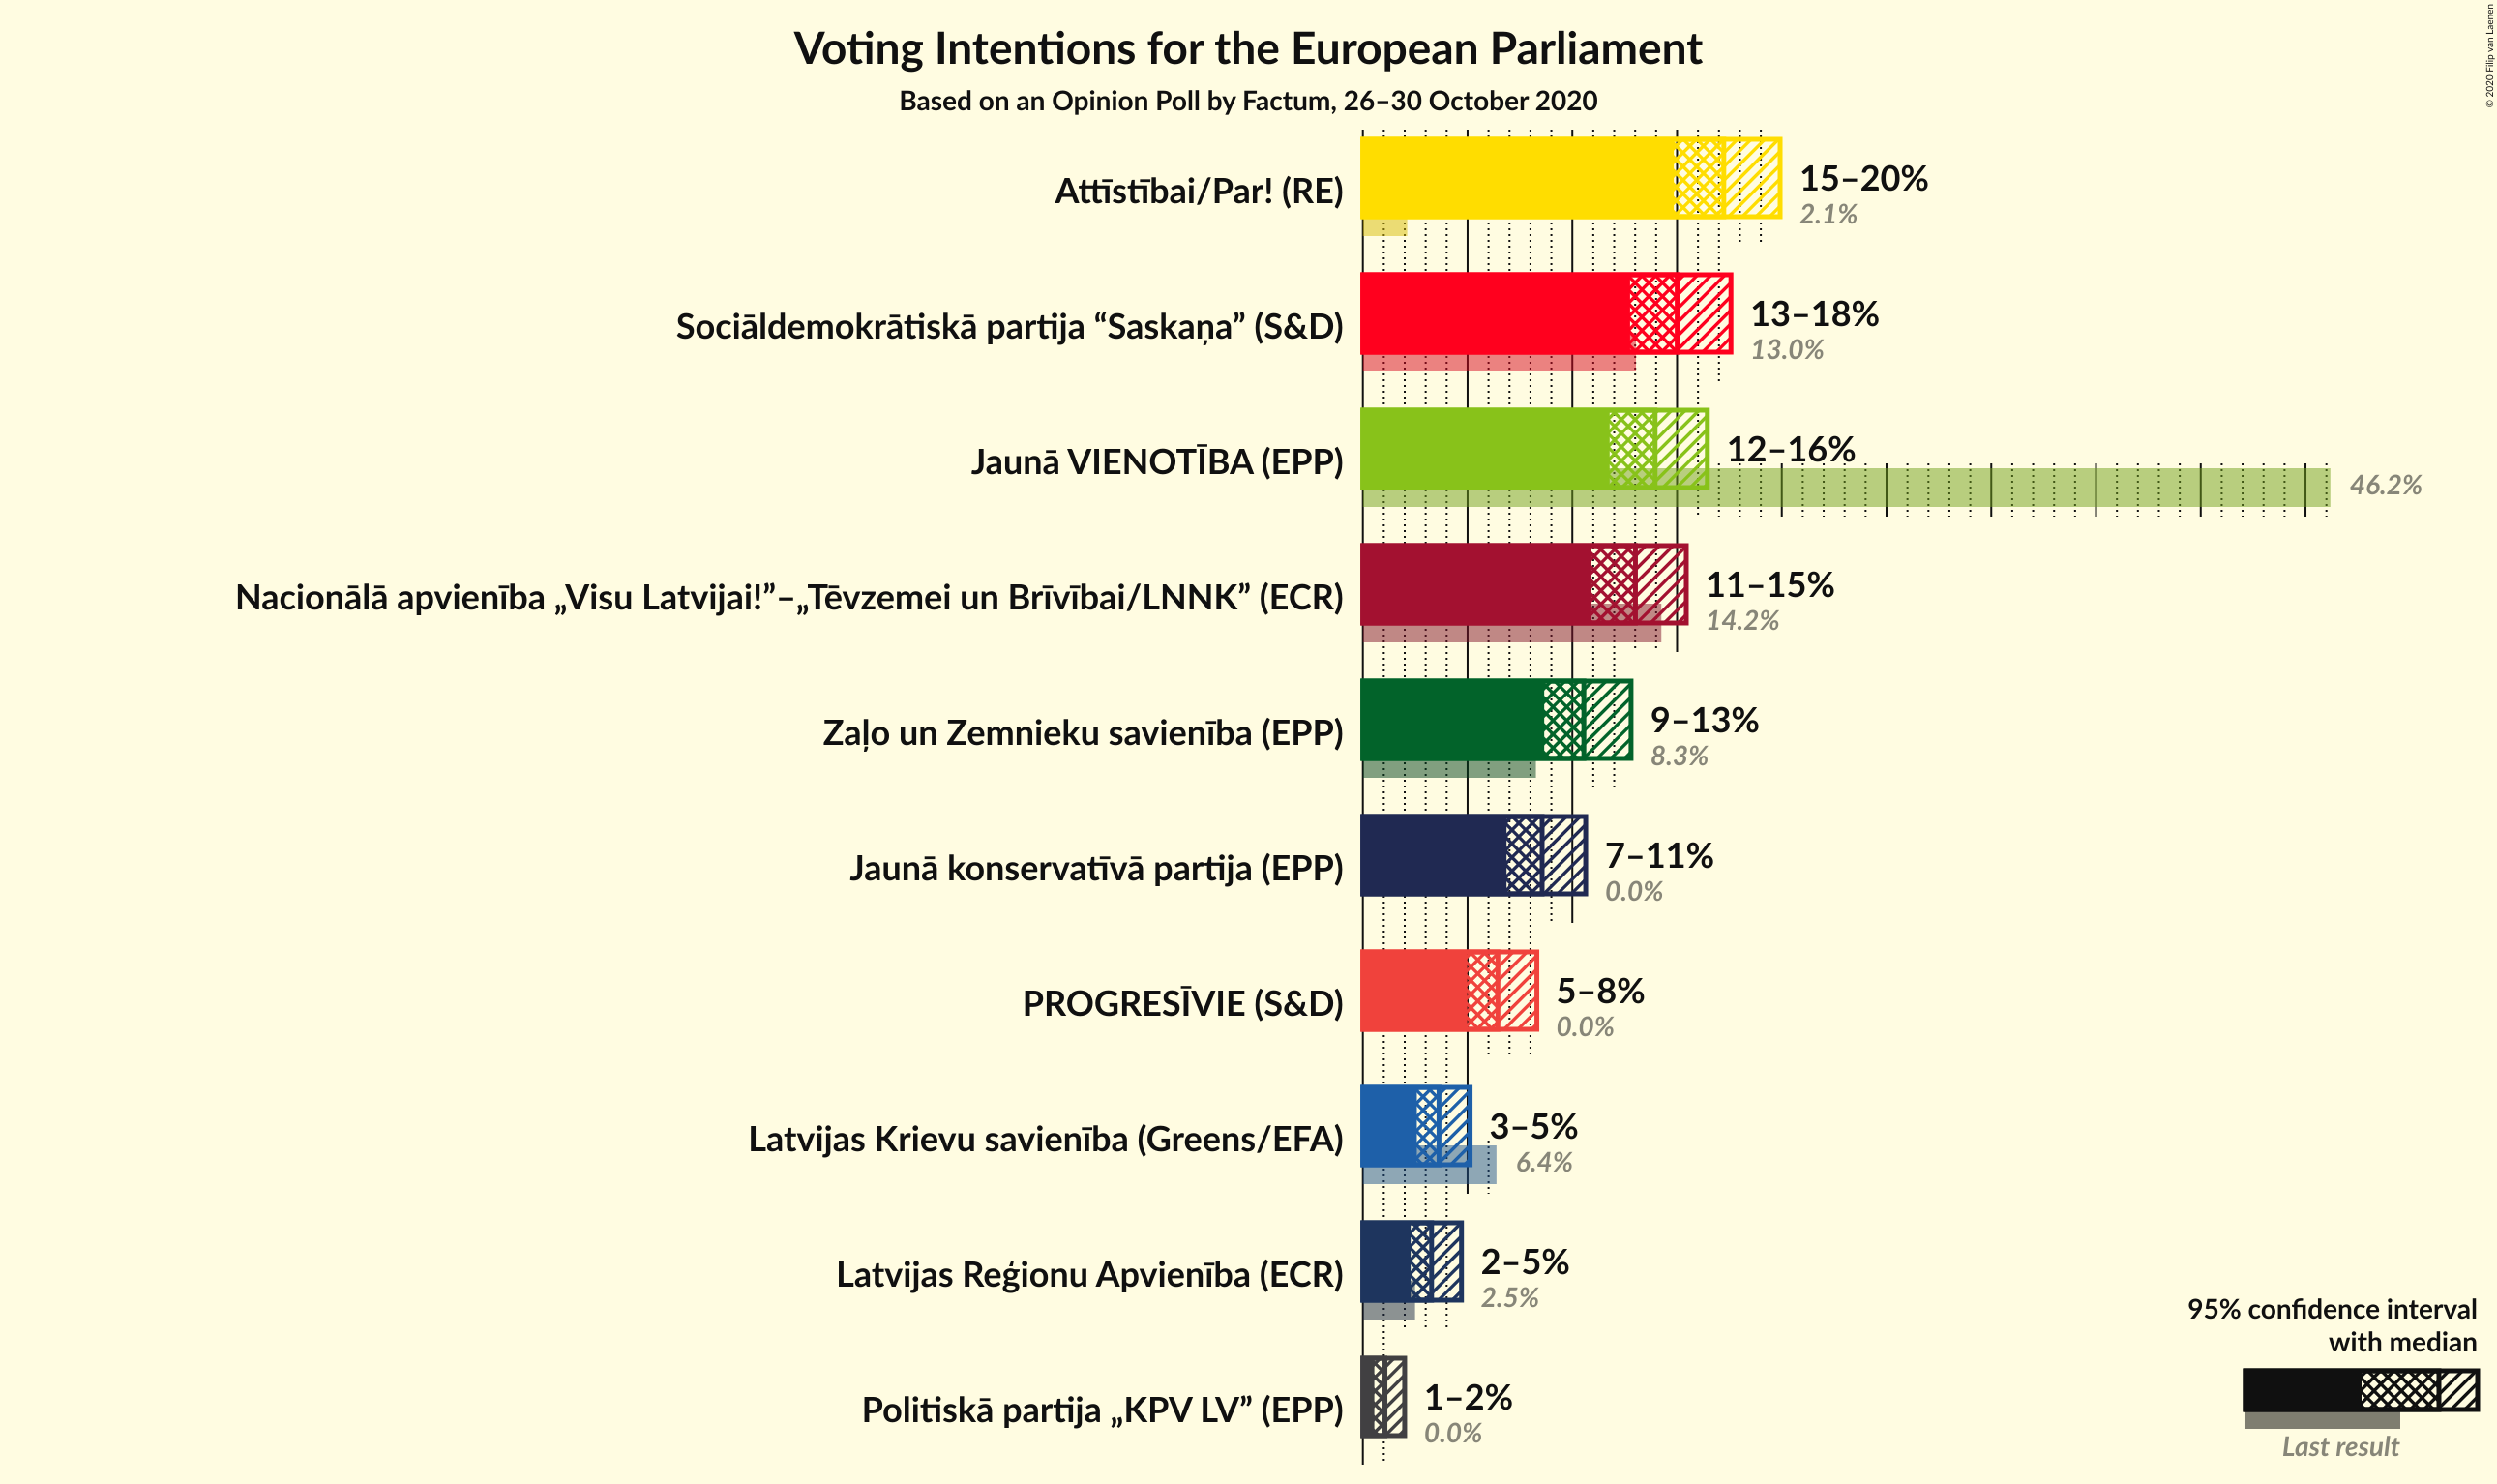 © 2020 Filip van Laenen
Voting Intentions for the European Parliament
Based on an Opinion Poll by Factum, 26–30 October 2020
Attīstībai/Par! (RE)
15–20%
2.1%
Sociāldemokrātiskā partija “Saskaņa” (S&D)
13–18%
13.0%
Jaunā VIENOTĪBA (EPP)
12–16%
46.2%
Nacionālā apvienība „Visu Latvijai!”–„Tēvzemei un Brīvībai/LNNK” (ECR)
11–15%
14.2%
Zaļo un Zemnieku savienība (EPP)
9–13%
8.3%
Jaunā konservatīvā partija (EPP)
7–11%
0.0%
PROGRESĪVIE (S&D)
5–8%
0.0%
Latvijas Krievu savienība (Greens/EFA)
3–5%
6.4%
Latvijas Reģionu Apvienība (ECR)
2–5%
2.5%
Politiskā partija „KPV LV” (EPP)
1–2%
0.0%
95% confidence interval
with median
Last result